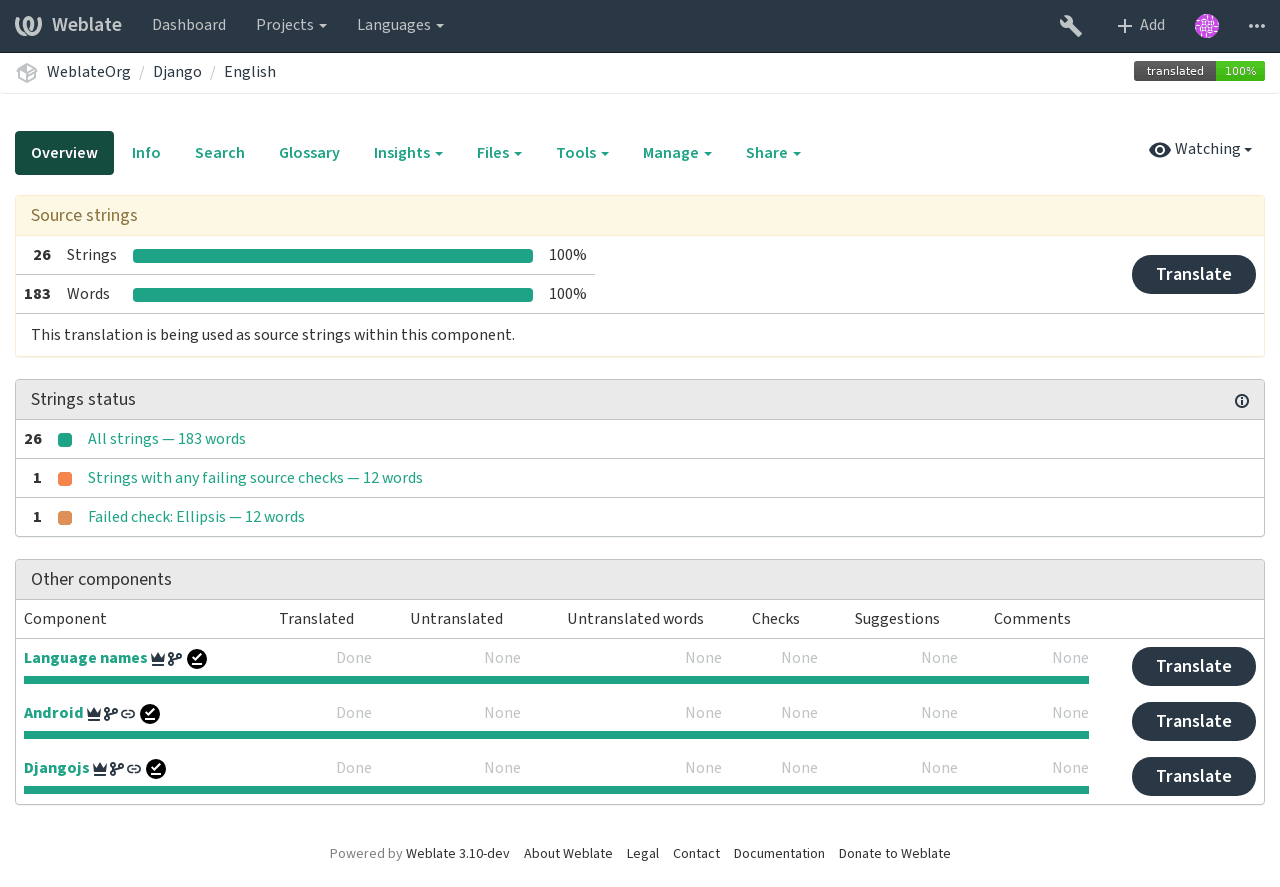 Weblate Dashboard Projects Languages Add
WeblateOrg / Django / English translated 100%
Overview Info Search Glossary Insights Files Tools Manage Share Watching
Source strings
26 Strings 100%
Translate
183 Words 100%
This translation is being used as source strings within this component.
Strings status
26 All strings — 183 words
1 Strings with any failing source checks — 12 words
1 Failed check: Ellipsis — 12 words
Other components
Component Translated Untranslated Untranslated words Checks Suggestions Comments
Language names Done None None None None None Translate
Android Done None None None None None Translate
Djangojs Done None None None None None Translate
Powered by Weblate 3.10-dev About Weblate Legal Contact Documentation Donate to Weblate